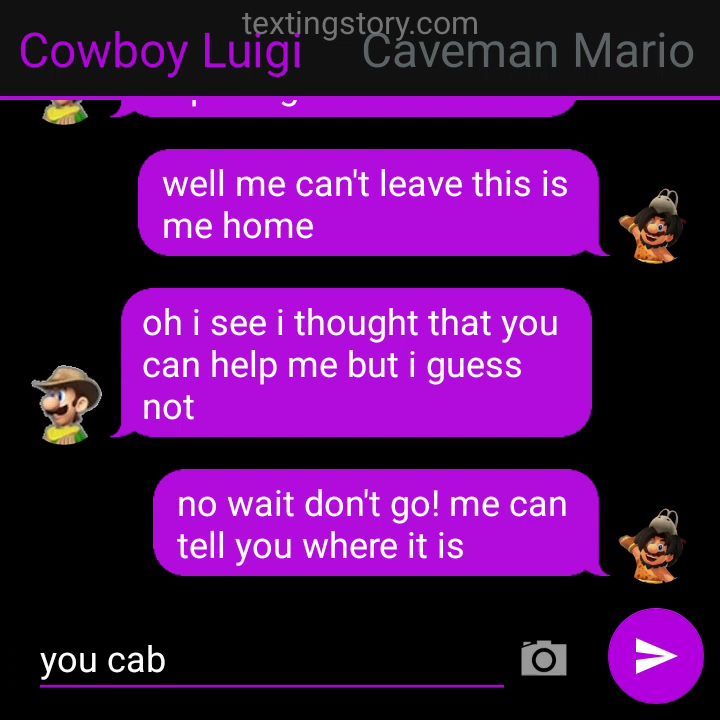 textingstory.com
Cowboy Luigi Caveman Mario
well me can't leave this is
me home
oh i see i thought that you
can help me but i guess
not
no wait don't go! me can
tell you where it is
you cab